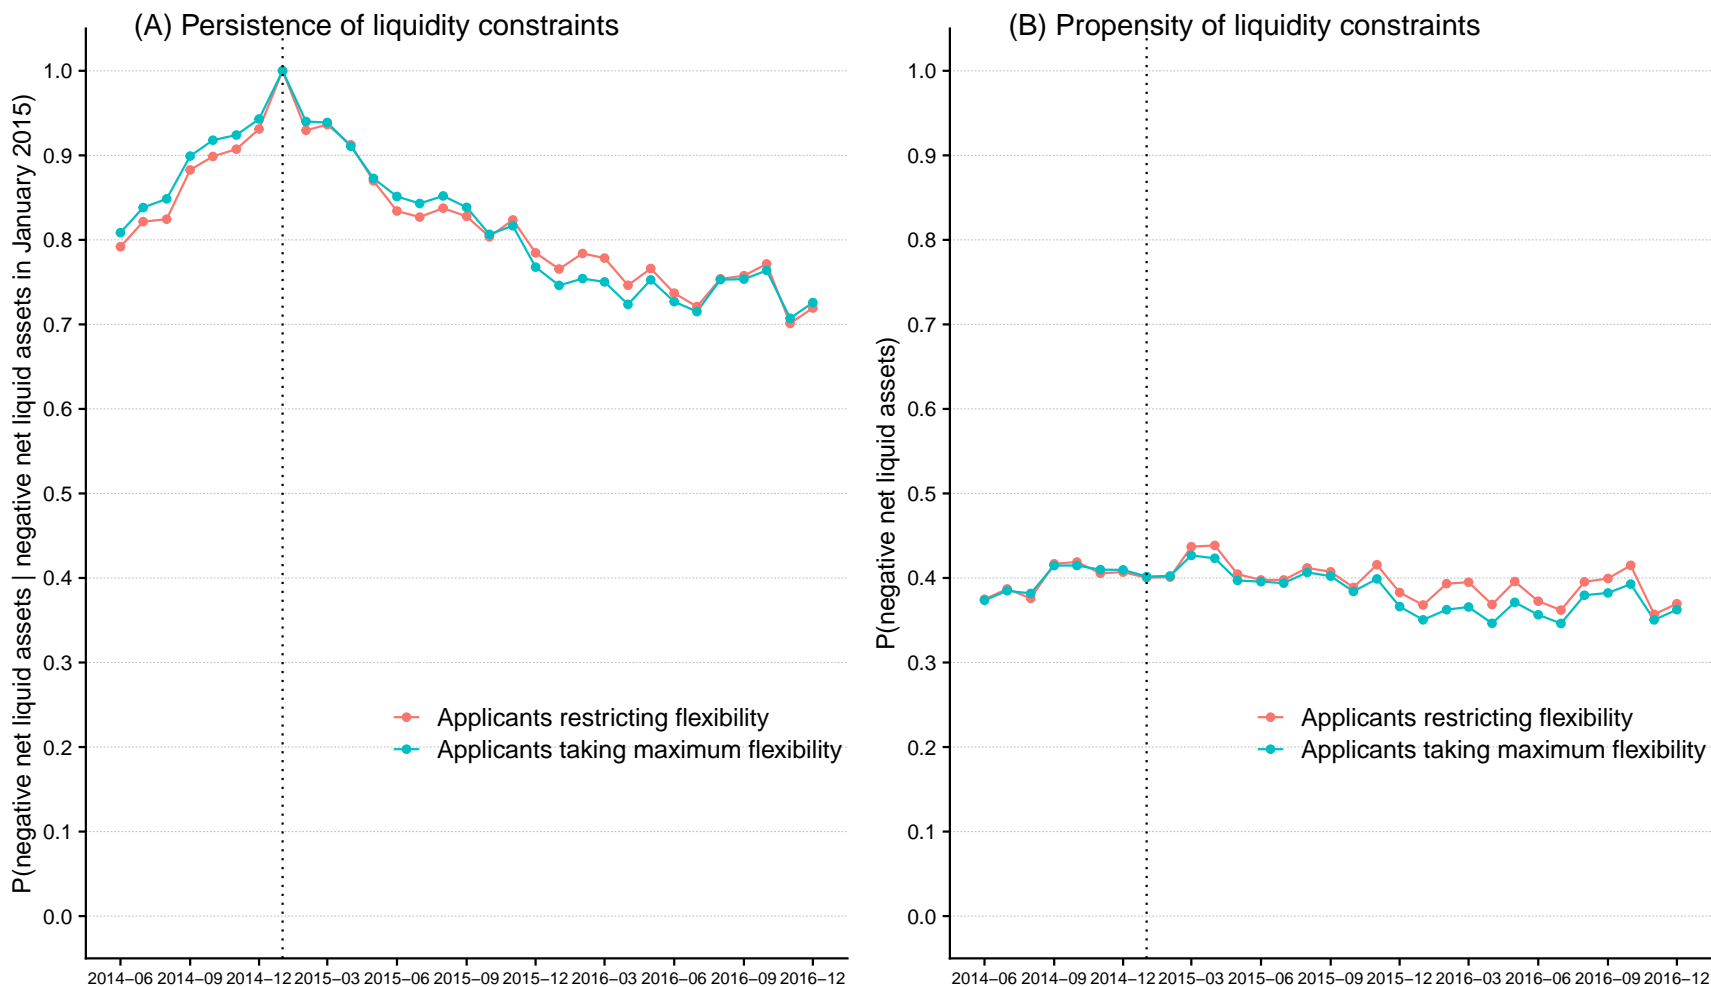 (A) Persistence of liquidity constraints
P(negative net liquid assets | negative net liquid assets in January 2015)
1.0
0.9
0.8
0.7
0.6
0.5
0.4
0.3
0.2
0.1
0.0
Applicants restricting flexibility
Applicants taking maximum flexibility
2014–06 2014–09 2014–12 2015–03 2015–06 2015–09 2015–12 2016–03 2016–06 2016–09 2016–12
(B) Propensity of liquidity constraints
P(negative net liquid assets)
1.0
0.9
0.8
0.7
0.6
0.5
0.4
0.3
0.2
0.1
0.0
Applicants restricting flexibility
Applicants taking maximum flexibility
2014–06 2014–09 2014–12 2015–03 2015–06 2015–09 2015–12 2016–03 2016–06 2016–09 2016–12